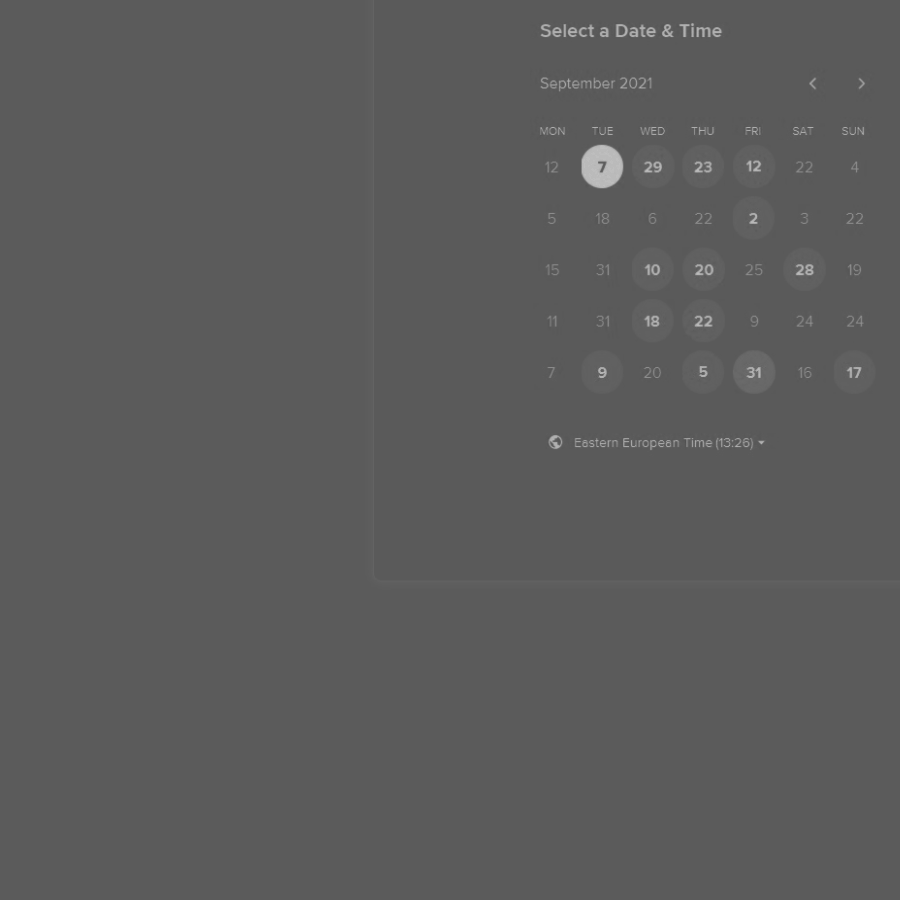 Select a Date & Time
September 2021
MON TUE WED THU FRI SAT SUN
12 7 29 23 12 22 4
5 18 6 22 2 3 22
15 31 10 20 25 28 19
11 31 18 22 9 24 24
7 9 20 5 31 16 17
Eastern European Time (13:26)